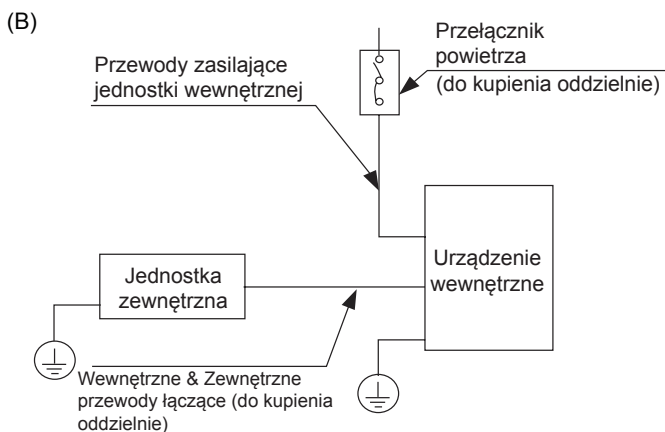 (B)
Przełącznik
powietrza
(do kupienia oddzielnie)
Przewody zasilające
jednostki wewnętrznej
Urządzenie
wewnętrzne
Jednostka
zewnętrzna
Wewnętrzne & Zewnętrzne
przewody łączące (do kupienia
oddzielnie)